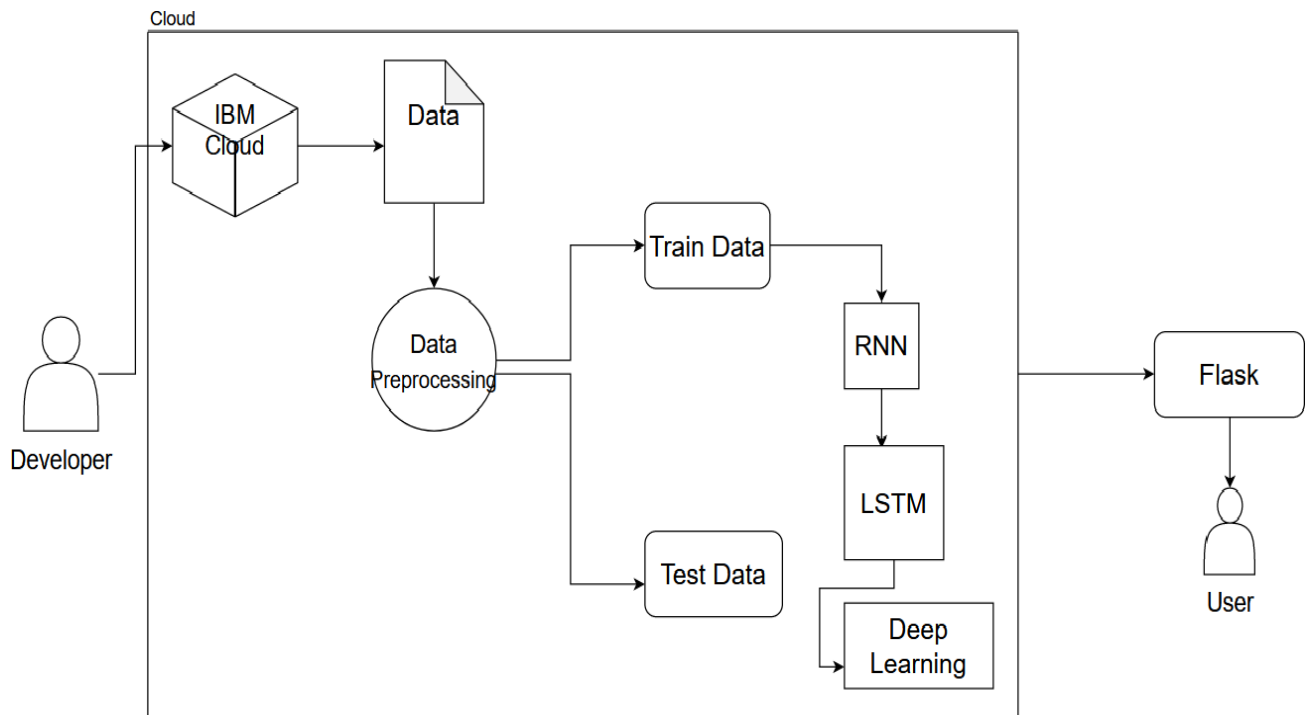 Cloud
IBM
Cloud
Data
Train Data
Data
Preprocessing
RNN
Flask
Developer
LSTM
Test Data
User
Deep
Learning